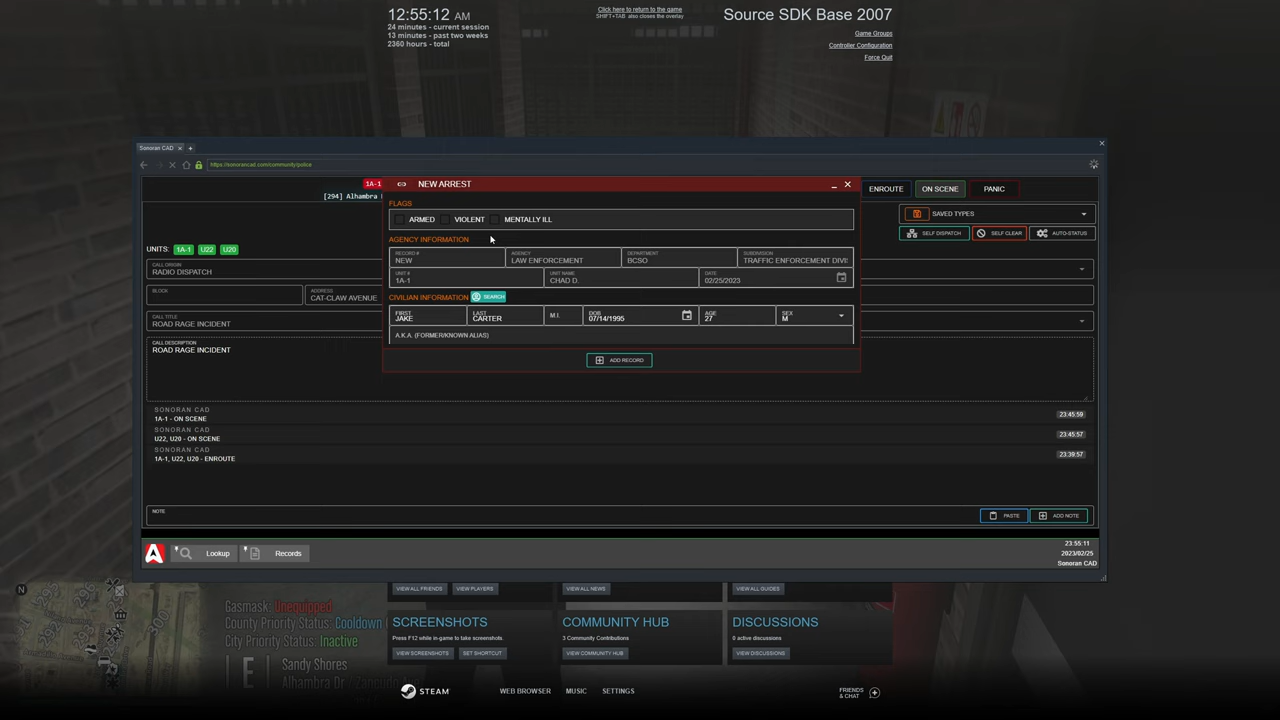 12:55:12 AM
24 minutes - current session
13 minutes - past two weeks
2360 hours - total
Click here to return to the game
SHIFT+TAB also closes the overlay
Source SDK Base 2007
Game Groups
Controller Configuration
Force Quit
Sonoran CAD
https://sonorancad.com/community/police
1A-1
[294] Alhambra
ENROUTE
ON SCENE
PANIC
SAVED TYPES
SELF DISPATCH
SELF CLEAR
AUTO-STATUS
UNITS: 1A-1 U22 U20
CALL ORIGIN
RADIO DISPATCH
BLOCK
ADDRESS
CAT-CLAW AVENUE
CALL TITLE
ROAD RAGE INCIDENT
CALL DESCRIPTION
ROAD RAGE INCIDENT
NEW ARREST
FLAGS
ARMED VIOLENT MENTALLY ILL
AGENCY INFORMATION
RECORD #
NEW
AGENCY
LAW ENFORCEMENT
DEPARTMENT
BCSO
SUBDIVISION
TRAFFIC ENFORCEMENT DIVI
UNIT #
1A-1
UNIT NAME
CHAD D.
DATE
02/25/2023
CIVILIAN INFORMATION SEARCH
FIRST
JAKE
LAST
CARTER
M.I.
DOB
07/14/1995
AGE
27
SEX
M
A.K.A. (FORMER/KNOWN ALIAS)
ADD RECORD
SONORAN CAD
1A-1 - ON SCENE
23:45:59
SONORAN CAD
U22, U20 - ON SCENE
23:45:57
SONORAN CAD
1A-1, U22, U20 - ENROUTE
23:39:57
NOTE
PASTE
ADD NOTE
Lookup
Records
23:55:11
2023/02/25
Sonoran CAD
VIEW ALL FRIENDS
VIEW PLAYERS
VIEW ALL NEWS
VIEW ALL GUIDES
SCREENSHOTS
Press F12 while in-game to take screenshots.
VIEW SCREENSHOTS
SET SHORTCUT
COMMUNITY HUB
3 Community Contributions
VIEW COMMUNITY HUB
DISCUSSIONS
0 active discussions
VIEW DISCUSSIONS
N
Gasmask: Unequipped
County Priority Status: Cooldown
City Priority Status: Inactive
E
Sandy Shores
Alhambra Dr / Zancudo
STEAM
WEB BROWSER
MUSIC
SETTINGS
FRIENDS
& CHAT